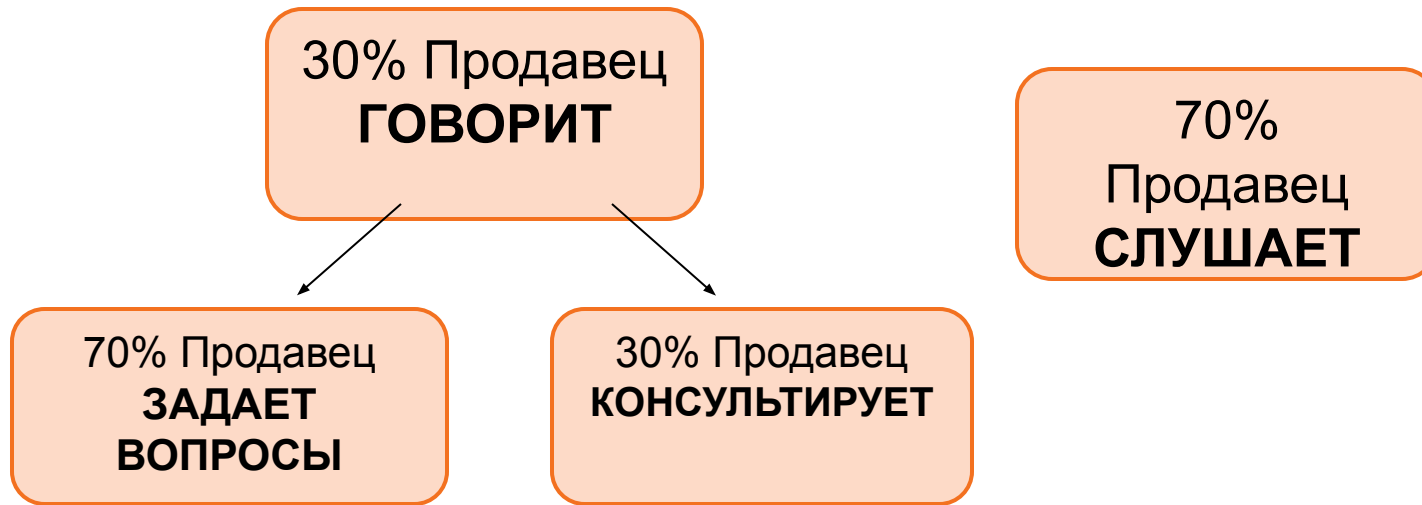 30% Продавец
ГОВОРИТ
70%
Продавец
СЛУШАЕТ
70% Продавец
ЗАДАЕТ
ВОПРОСЫ
30% Продавец
КОНСУЛЬТИРУЕТ